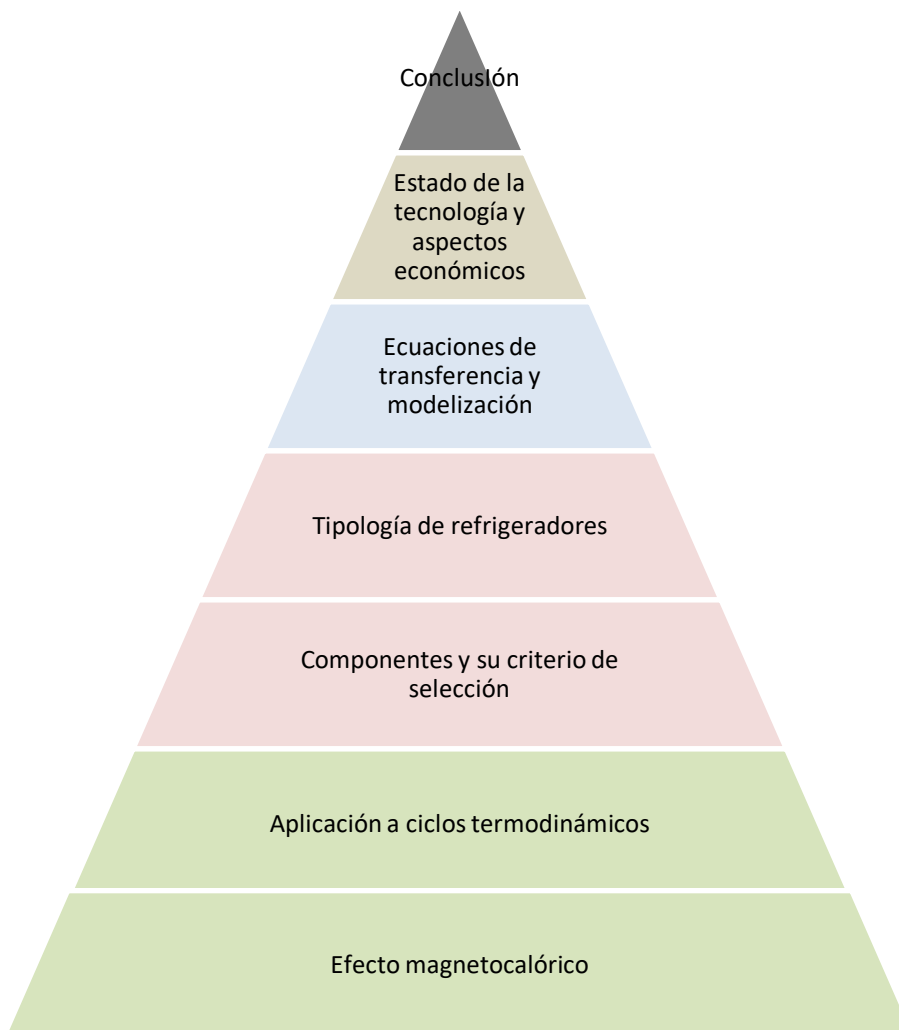 Conclusión
Estado de la
tecnología y
aspectos
económicos
Ecuaciones de
transferencia y
modelización
Tipología de refrigeradores
Componentes y su criterio de
selección
Aplicación a ciclos termodinámicos
Efecto magnetocalórico